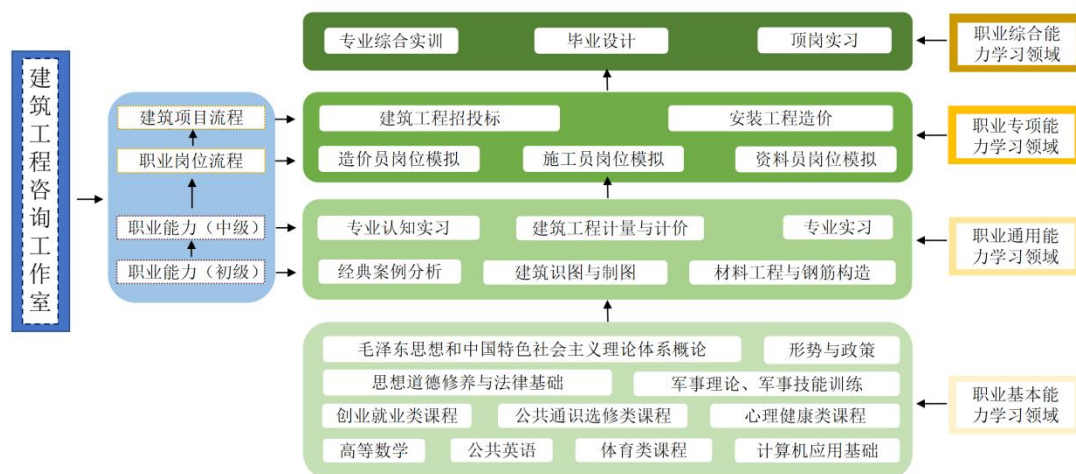 建筑工程咨询工作室
建筑项目流程
职业岗位流程
职业能力（中级）
职业能力（初级）
专业综合实训
毕业设计
顶岗实习
建筑工程招投标
安装工程造价
造价员岗位模拟
施工员岗位模拟
资料员岗位模拟
专业认知实习
建筑工程计量与计价
专业实习
经典案例分析
建筑识图与制图
材料工程与钢筋构造
毛泽东思想和中国特色社会主义理论体系概论
形势与政策
思想道德修养与法律基础
军事理论、军事技能训练
创业就业类课程
公共通识选修类课程
心理健康类课程
高等数学
公共英语
体育类课程
计算机应用基础
职业综合能
力学习领域
职业专项能
力学习领域
职业通用能
力学习领域
职业基本能
力学习领域